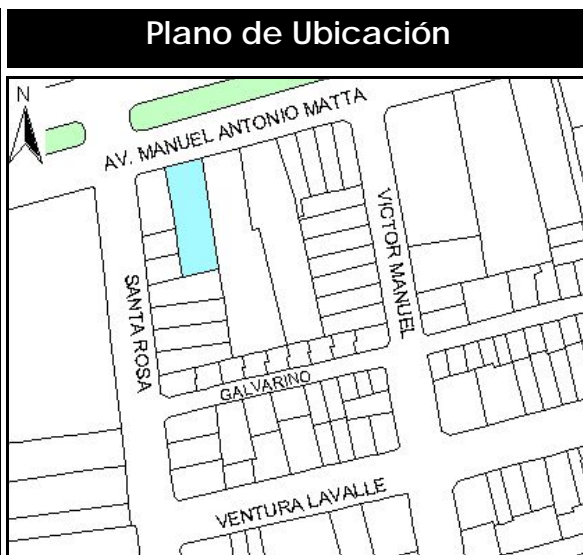 Plano de Ubicación
N
AV. MANUEL ANTONIO MATTA
VICTOR MANUEL
SANTA ROSA
GALVARINO
VENTURA LAVALLE